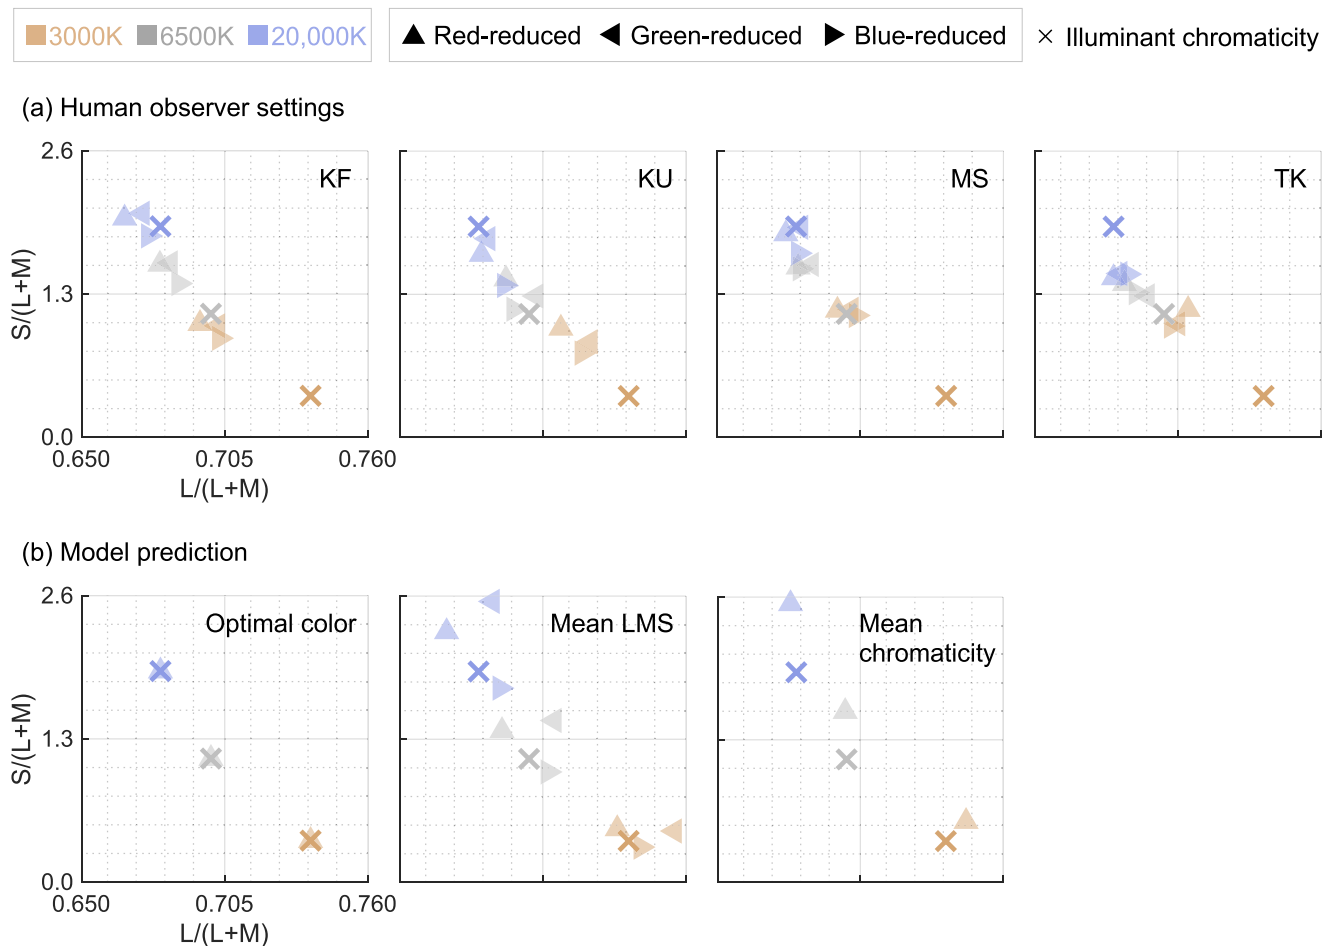 3000K 6500K 20,000K Red-reduced Green-reduced Blue-reduced × Illuminant chromaticity
(a) Human observer settings
2.6
KF KU MS TK
1.3
S/(L+M)
0.0
0.650 0.705 0.760
L/(L+M)
(b) Model prediction
2.6
Optimal color Mean LMS Mean
chromaticity
1.3
S/(L+M)
0.0
0.650 0.705 0.760
L/(L+M)